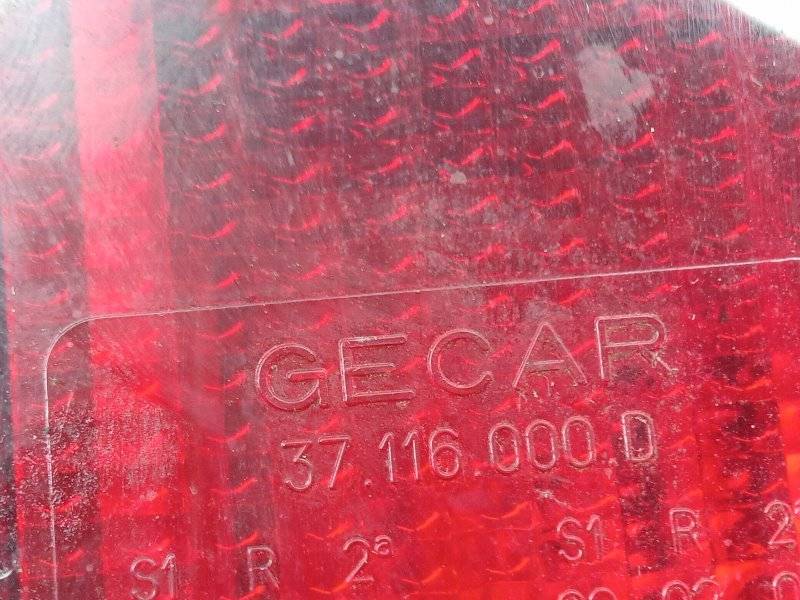 GECAR
37.116.000.D
S1 R 2ª S1 R